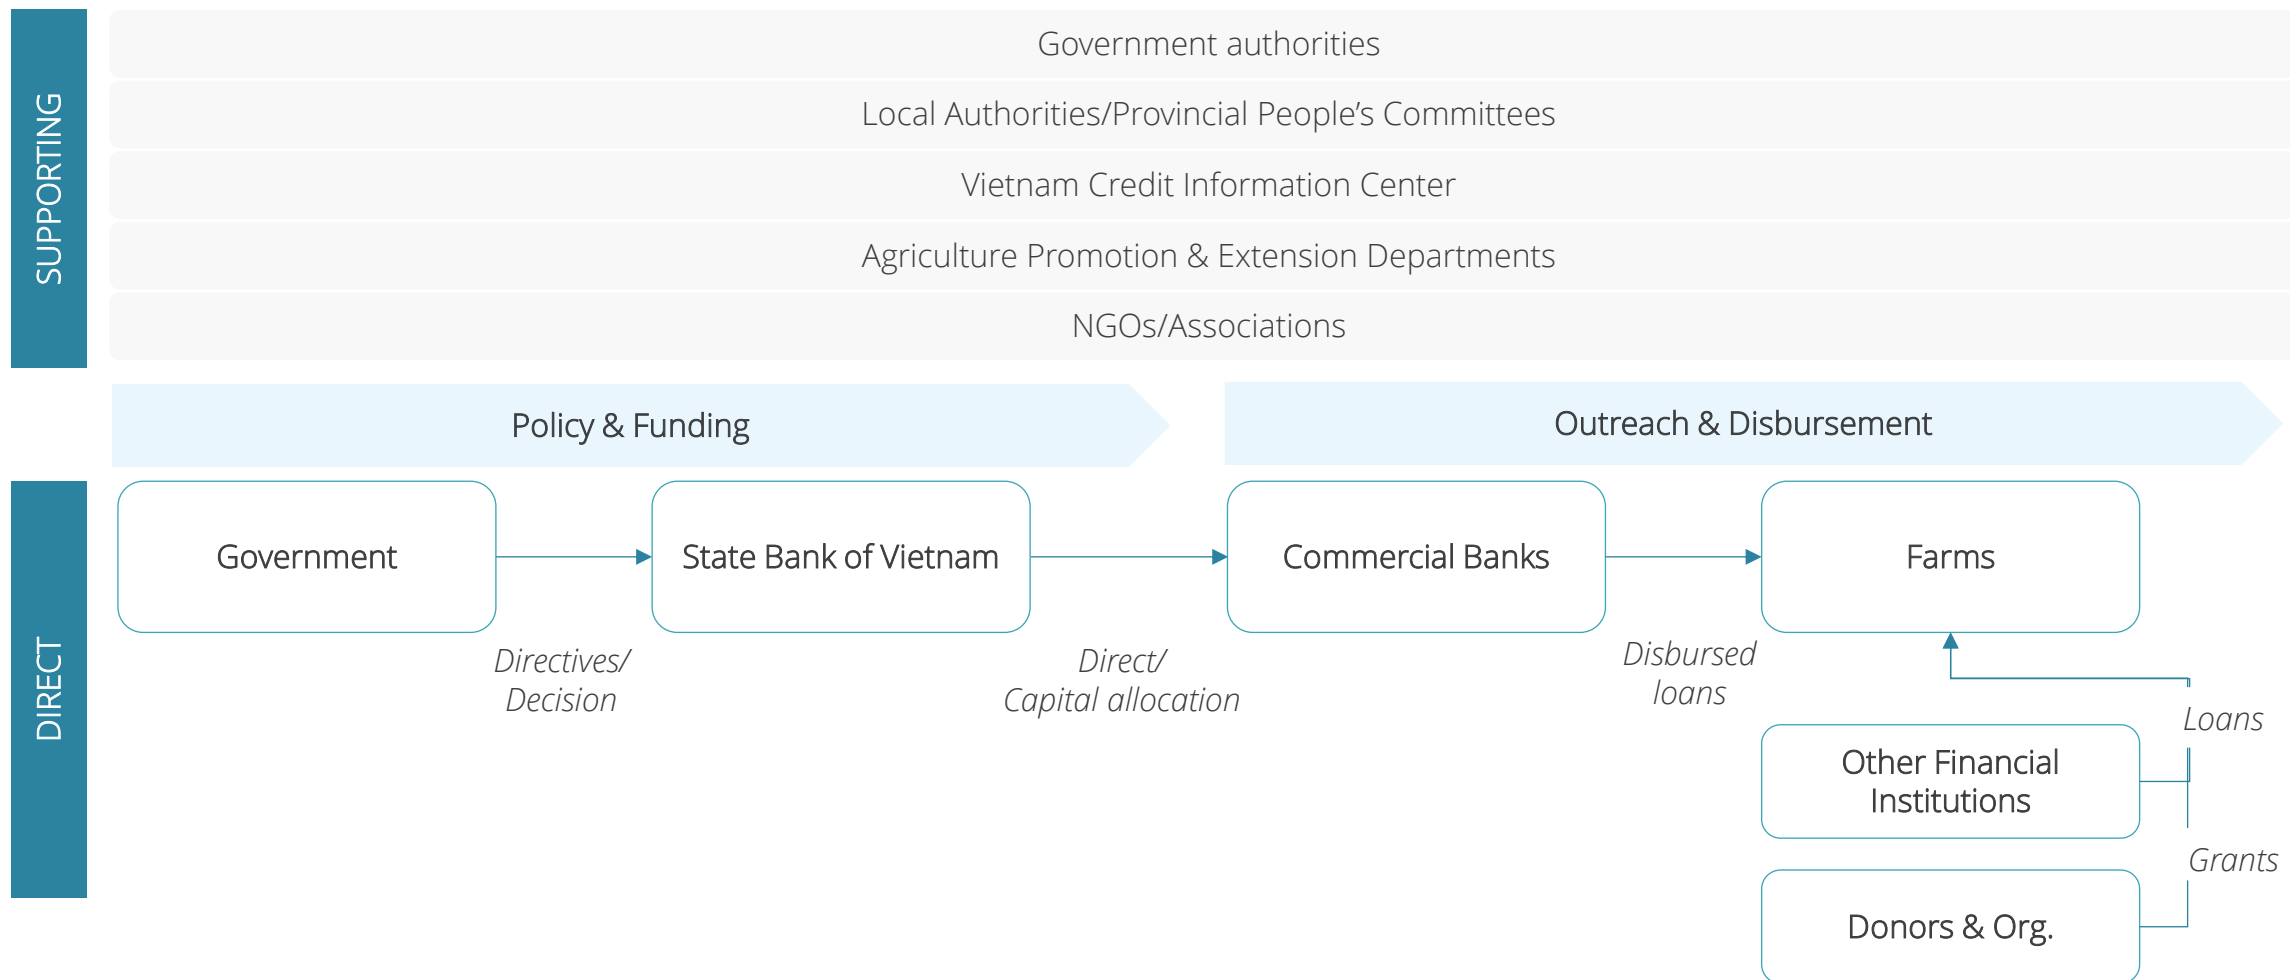 SUPPORTING
Government authorities
Local Authorities/Provincial People’s Committees
Vietnam Credit Information Center
Agriculture Promotion & Extension Departments
NGOs/Associations
Policy & Funding
Outreach & Disbursement
DIRECT
Government
State Bank of Vietnam
Commercial Banks
Farms
Directives/
Decision
Direct/
Capital allocation
Disbursed
loans
Loans
Other Financial
Institutions
Grants
Donors & Org.